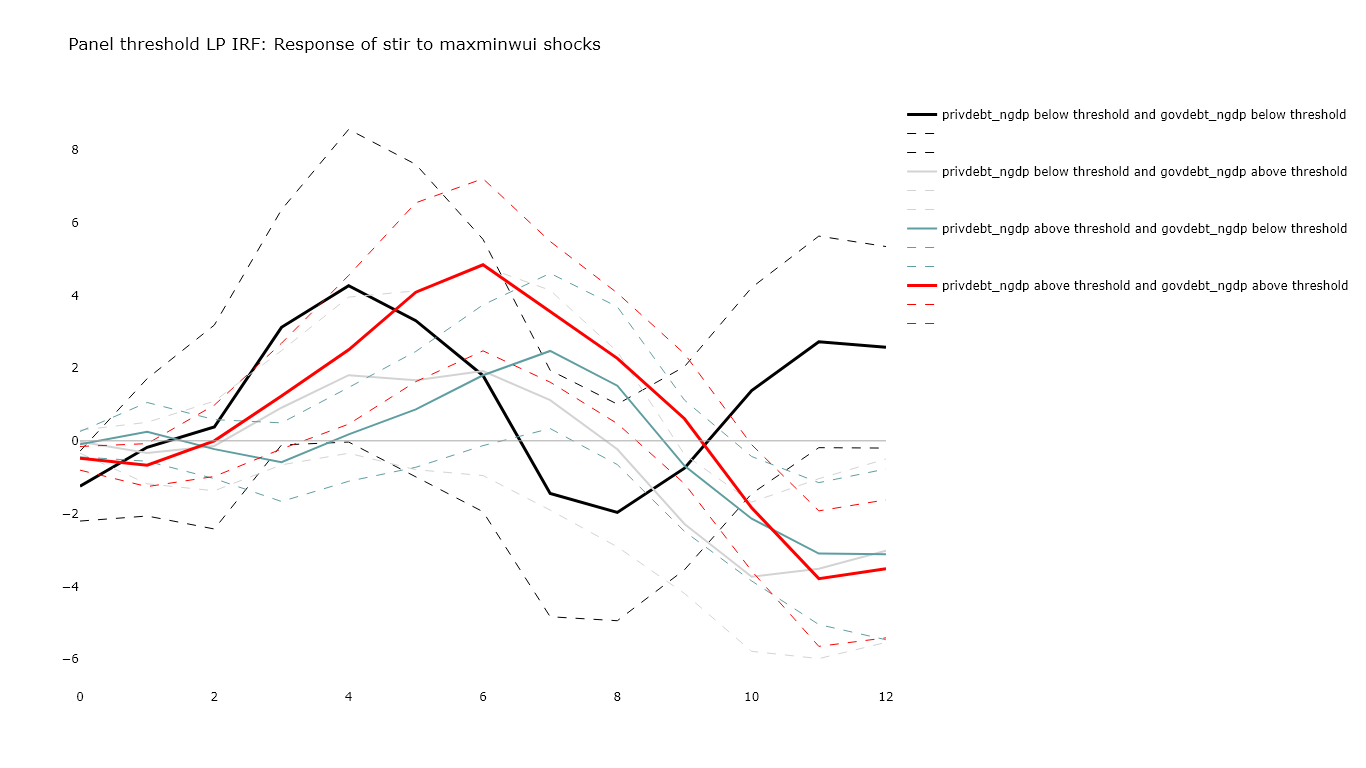 Panel threshold LP IRF: Response of stir to maxminwui shocks
privdebt_ngdp below threshold and govdebt_ngdp below threshold
privdebt_ngdp below threshold and govdebt_ngdp above threshold
privdebt_ngdp above threshold and govdebt_ngdp below threshold
privdebt_ngdp above threshold and govdebt_ngdp above threshold
8
6
4
2
0
−2
−4
−6
0 2 4 6 8 10 12